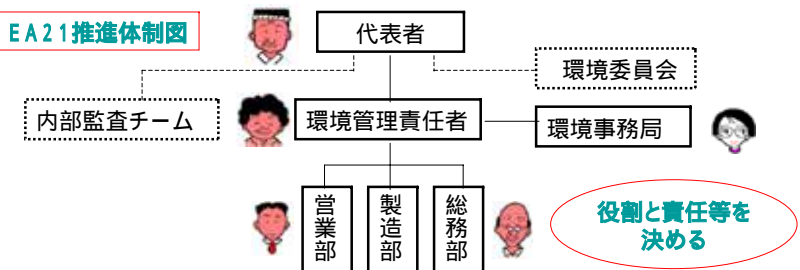 EA21推進体制図
代表者
環境委員会
内部監査チーム
環境管理責任者
環境事務局
営業部
製造部
総務部
役割と責任等を
決める